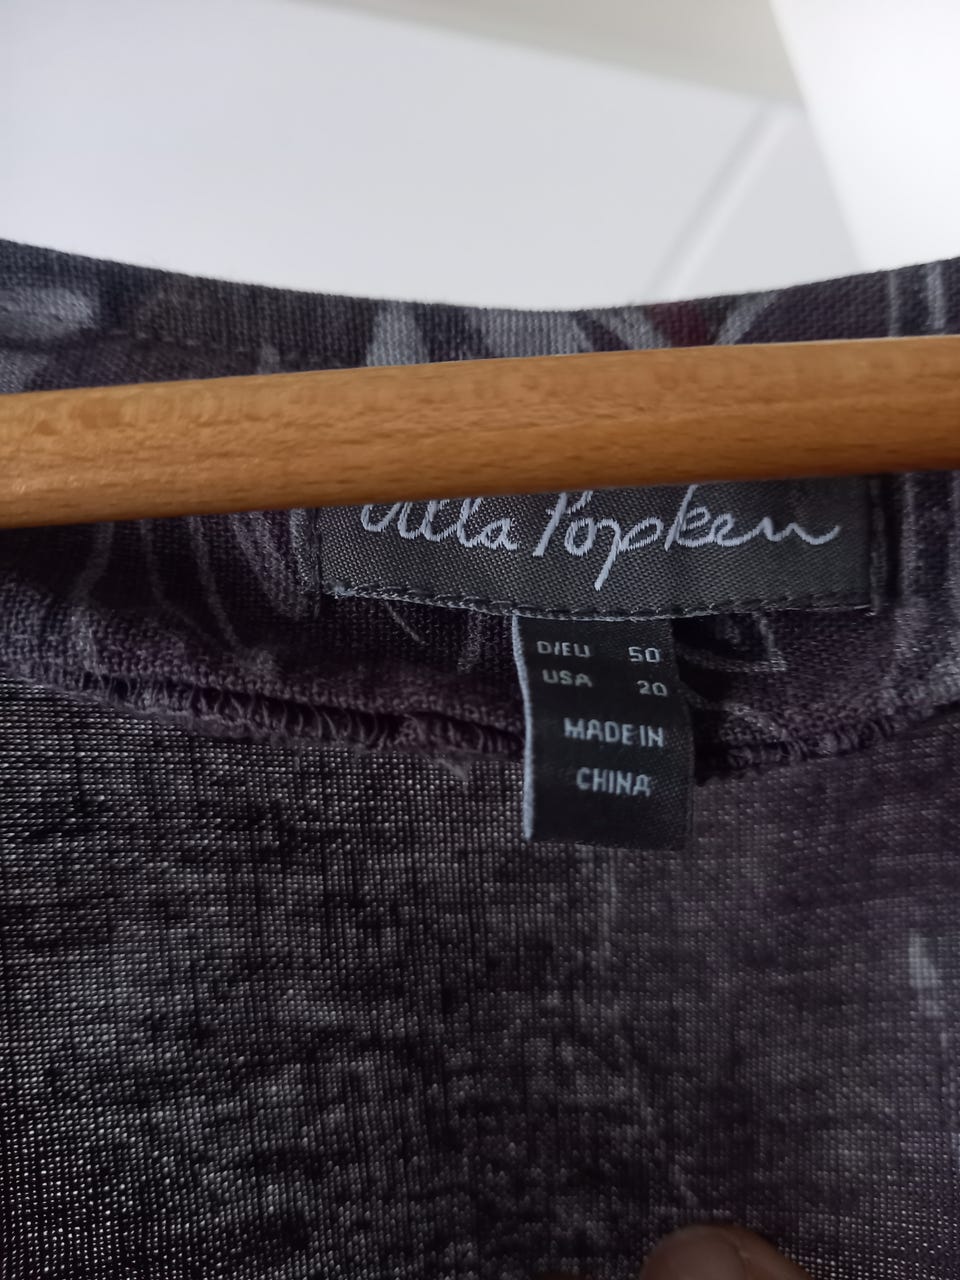 Ulla Popken
D/EU 50
USA 20
MADE IN
CHINA